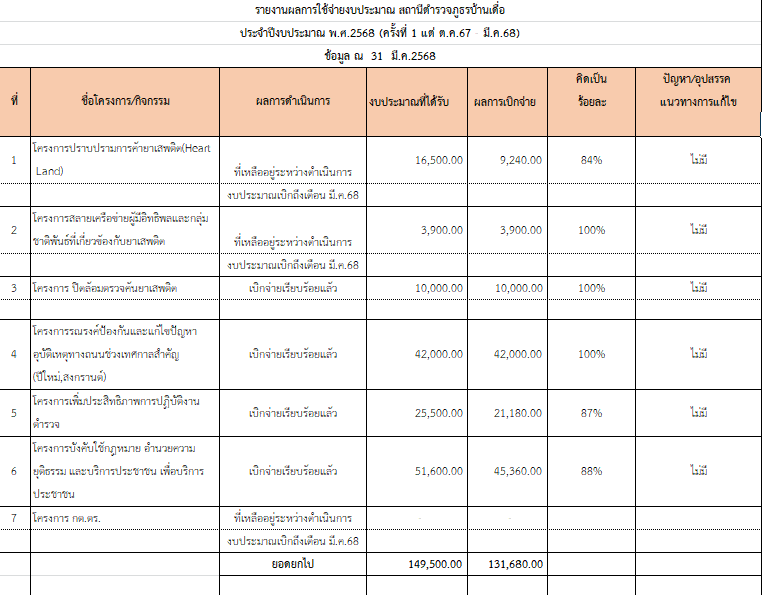 รายงานผลการใช้จ่ายงบประมาณ สถานีตำรวจภูธรบ้านเดื่อ
ประจำปีงบประมาณ พ.ศ.2568 (ครั้งที่ 1 แต่ ต.ค.67 - มี.ค.68)
ข้อมูล ณ 31 มี.ค.2568
ที่ ชื่อโครงการ/กิจกรรม ผลการดำเนินการ งบประมาณที่ได้รับ ผลการเบิกจ่าย คิดเป็น ร้อยละ ปัญหา/อุปสรรค แนวทางการแก้ไข
1 โครงการปราบปรามการค้ายาเสพติด(Heart 16,500.00 9,240.00 84% ไม่มี
Land) ที่เหลืออยู่ระหว่างดำเนินการ
งบประมาณเบิกถึงเดือน มี.ค.68
2 โครงการสลายเครือข่ายผู้มีอิทธิพลและกลุ่ม 3,900.00 3,900.00 100% ไม่มี
ชาติพันธ์ที่เกี่ยวข้องกับยาเสพติด ที่เหลืออยู่ระหว่างดำเนินการ
งบประมาณเบิกถึงเดือน มี.ค.68
3 โครงการ ปิดล้อมตรวจค้นยาเสพติด เบิกจ่ายเรียบร้อยแล้ว 10,000.00 10,000.00 100% ไม่มี
โครงการรณรงค์ป้องกันและแก้ไขปัญหา
4 อุบัติเหตุทางถนนช่วงเทศกาลสำคัญ เบิกจ่ายเรียบร้อยแล้ว 42,000.00 42,000.00 100% ไม่มี
(ปีใหม่,สงกรานต์)
5 โครงการเพิ่มประสิทธิภาพการปฏิบัติงาน เบิกจ่ายเรียบร้อยแล้ว 25,500.00 21,180.00 87% ไม่มี
ตำรวจ
โครงการบังคับใช้กฎหมาย อำนวยความ
6 ยุติธรรม และบริการประชาชน เพื่อบริการ เบิกจ่ายเรียบร้อยแล้ว 51,600.00 45,360.00 88% ไม่มี
ประชาชน
7 โครงการ กต.ตร. ที่เหลืออยู่ระหว่างดำเนินการ - -
งบประมาณเบิกถึงเดือน มี.ค.68
ยอดยกไป 149,500.00 131,680.00